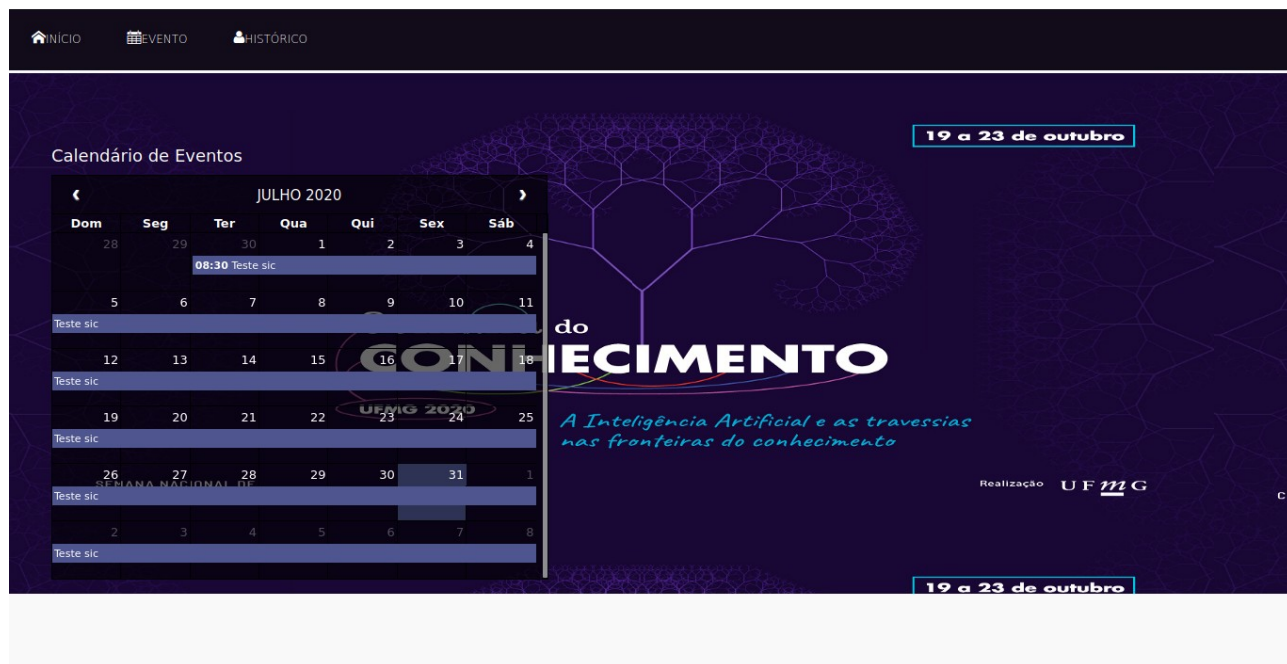 INÍCIO EVENTO HISTÓRICO
19 a 23 de outubro
Calendário de Eventos
‹ JULHO 2020 ›
Dom Seg Ter Qua Qui Sex Sáb
28 29 30 1 2 3 4
08:30 Teste sic
5 6 7 8 9 10 11
Teste sic
do
12 13 14 15 16 17 18
CONHECIMENTO
Teste sic
UFMG 2020
19 20 21 22 23 24 25
Teste sic
A Inteligência Artificial e as travessias
nas fronteiras do conhecimento
26 27 28 29 30 31 1
SEMANA NACIONAL DE
Teste sic
Realização UFmG
C
2 3 4 5 6 7 8
Teste sic
19 a 23 de outubro